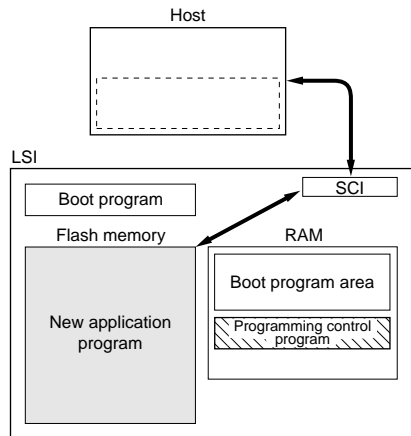 Host
LSI
SCI
Boot program
Flash memory
RAM
Boot program area
New application
program
Programming control
program